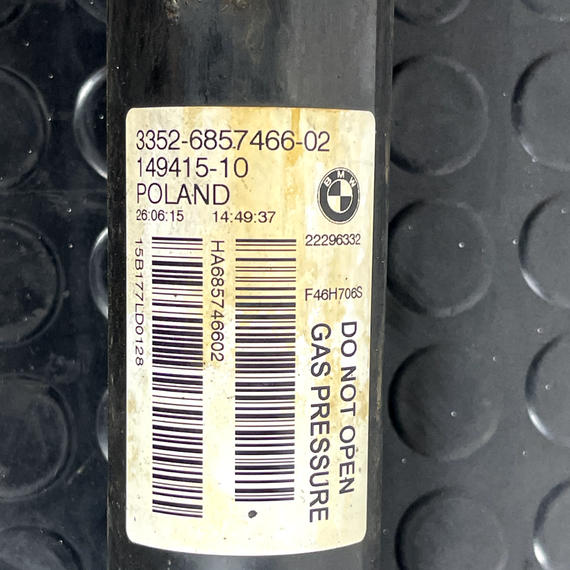 3352-6857466-02
149415-10
POLAND
26:06:15 14:49:37
BMW
22296332
F46H706S
15B177LD0128
HA685746602
DO NOT OPEN
GAS PRESSURE